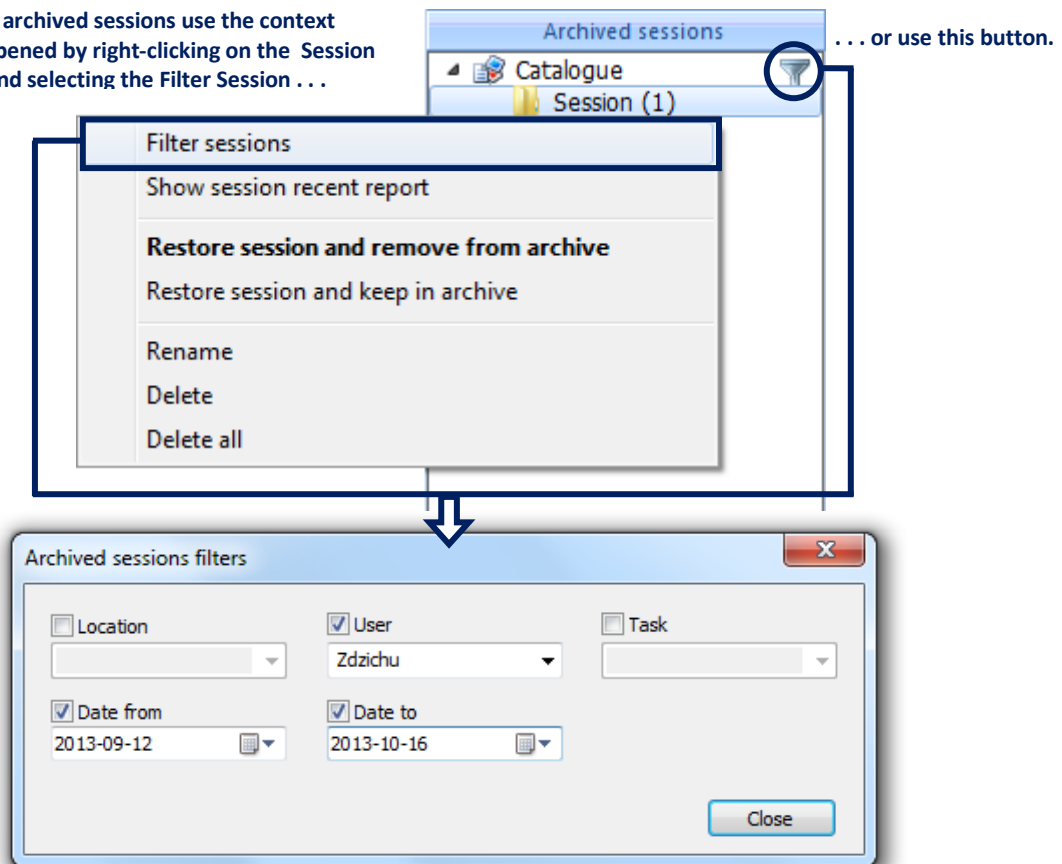 archived sessions use the context
pened by right-clicking on the Session
nd selecting the Filter Session . . .
Archived sessions
. . . or use this button.
Catalogue
Session (1)
Filter sessions
Show session recent report
Restore session and remove from archive
Restore session and keep in archive
Rename
Delete
Delete all
Archived sessions filters
Location
User
Task
Zdzichu
Date from
Date to
2013-09-12
2013-10-16
Close